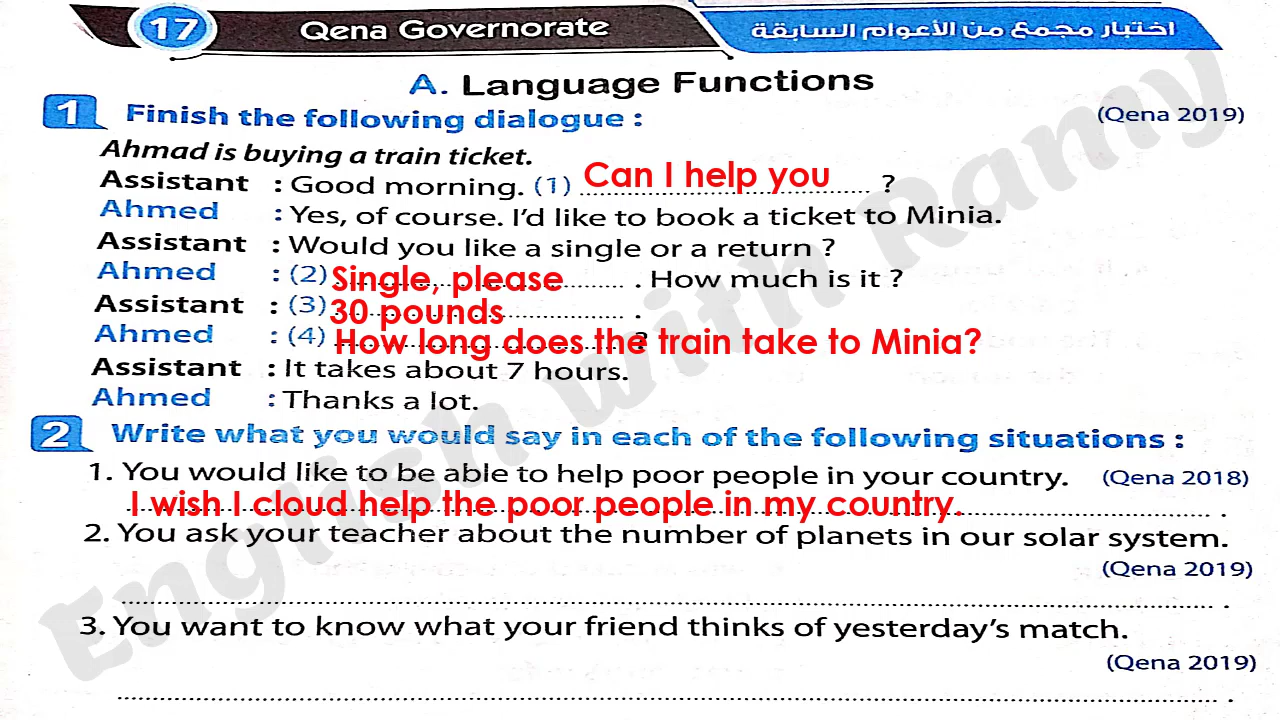 17 Qena Governorate اختبار مجمع من الأعوام السابقة
A. Language Functions
1 Finish the following dialogue : (Qena 2019)
Ahmad is buying a train ticket.
Assistant : Good morning. (1) Can I help you ?
Ahmed : Yes, of course. I'd like to book a ticket to Minia.
Assistant : Would you like a single or a return ?
Ahmed : (2) Single, please . How much is it ?
Assistant : (3) 30 pounds .
Ahmed : (4) How long does the train take to Minia? ?
Assistant : It takes about 7 hours.
Ahmed : Thanks a lot.
2 Write what you would say in each of the following situations :
1. You would like to be able to help poor people in your country. (Qena 2018)
I wish I cloud help the poor people in my country. .
2. You ask your teacher about the number of planets in our solar system.
(Qena 2019)
.
3. You want to know what your friend thinks of yesterday's match.
(Qena 2019)
.
English with Ramy